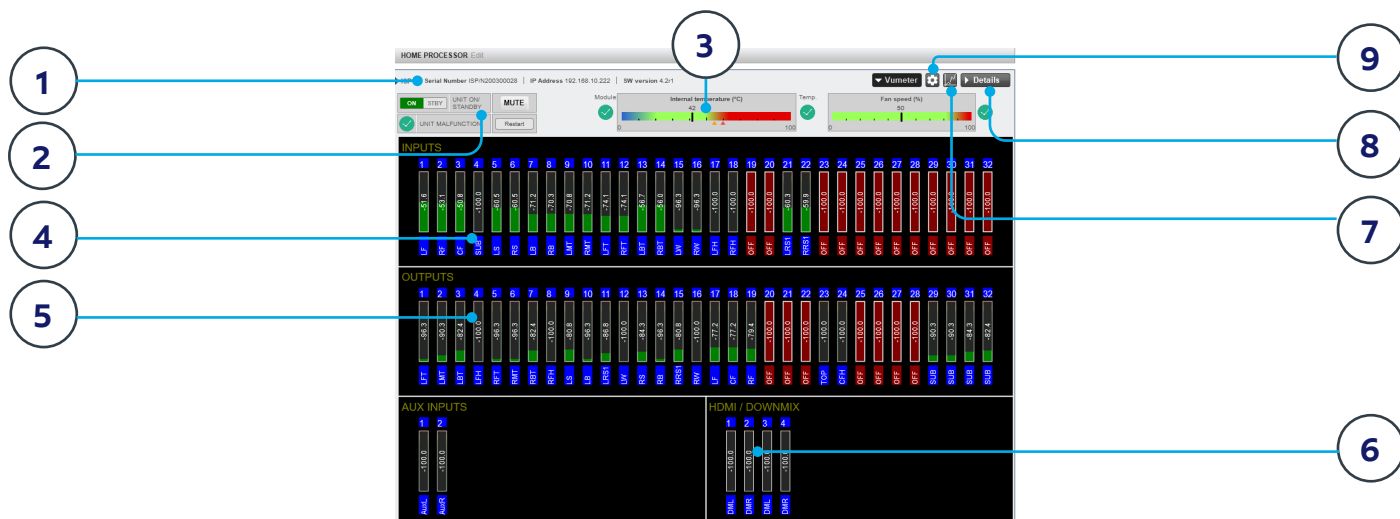 HOME PROCESSOR Edit
Serial Number ISP/N200300028 | IP Address 192.168.10.222 | SW version 4.2r1
Vumeter
Details
ON STBY UNIT ON/ STANDBY MUTE
UNIT MALFUNCTION Restart
Module
Internal temperature (°C)
42
0 100
Temp.
Fan speed (%)
50
0 100
INPUTS
1 2 3 4 5 6 7 8 9 10 11 12 13 14 15 16 17 18 19 20 21 22 23 24 25 26 27 28 29 30 31 32
-51.6 -53.1 -50.8 -100.0 -60.5 -60.5 -71.2 -70.3 -70.8 -71.2 -74.1 -74.1 -56.7 -56.0 -96.3 -96.3 -100.0 -100.0 -100.0 -100.0 -60.3 -59.9 -100.0 -100.0 -100.0 -100.0 -100.0 -100.0 -100.0 -100.0 -100.0 -100.0
LF RF CF SUB LS RS LB RB LMT RMT LFT RFT LBT RBT LW RW LFH RFH OFF OFF LRS1 RRS1 OFF OFF OFF OFF OFF OFF OFF OFF OFF OFF
OUTPUTS
1 2 3 4 5 6 7 8 9 10 11 12 13 14 15 16 17 18 19 20 21 22 23 24 25 26 27 28 29 30 31 32
-96.3 -90.3 -82.4 -100.0 -96.3 -96.3 -82.4 -100.0 -80.8 -96.3 -86.8 -100.0 -84.3 -96.3 -80.8 -100.0 -77.2 -77.2 -79.4 -100.0 -100.0 -100.0 -100.0 -100.0 -100.0 -100.0 -100.0 -100.0 -90.3 -90.3 -84.3 -82.4
LFT LMT LBT LFH RFT RMT RBT RFH LS LB LRS1 LW RS RB RRS1 RW LF CF RF OFF OFF OFF TOP CFH OFF OFF OFF OFF SUB SUB SUB SUB
AUX INPUTS
1 2
-100.0 -100.0
AuxL AuxR
HDMI / DOWNMIX
1 2 3 4
-100.0 -100.0 -100.0 -100.0
DML DMR DML DMR
1
2
3
4
5
6
7
8
9